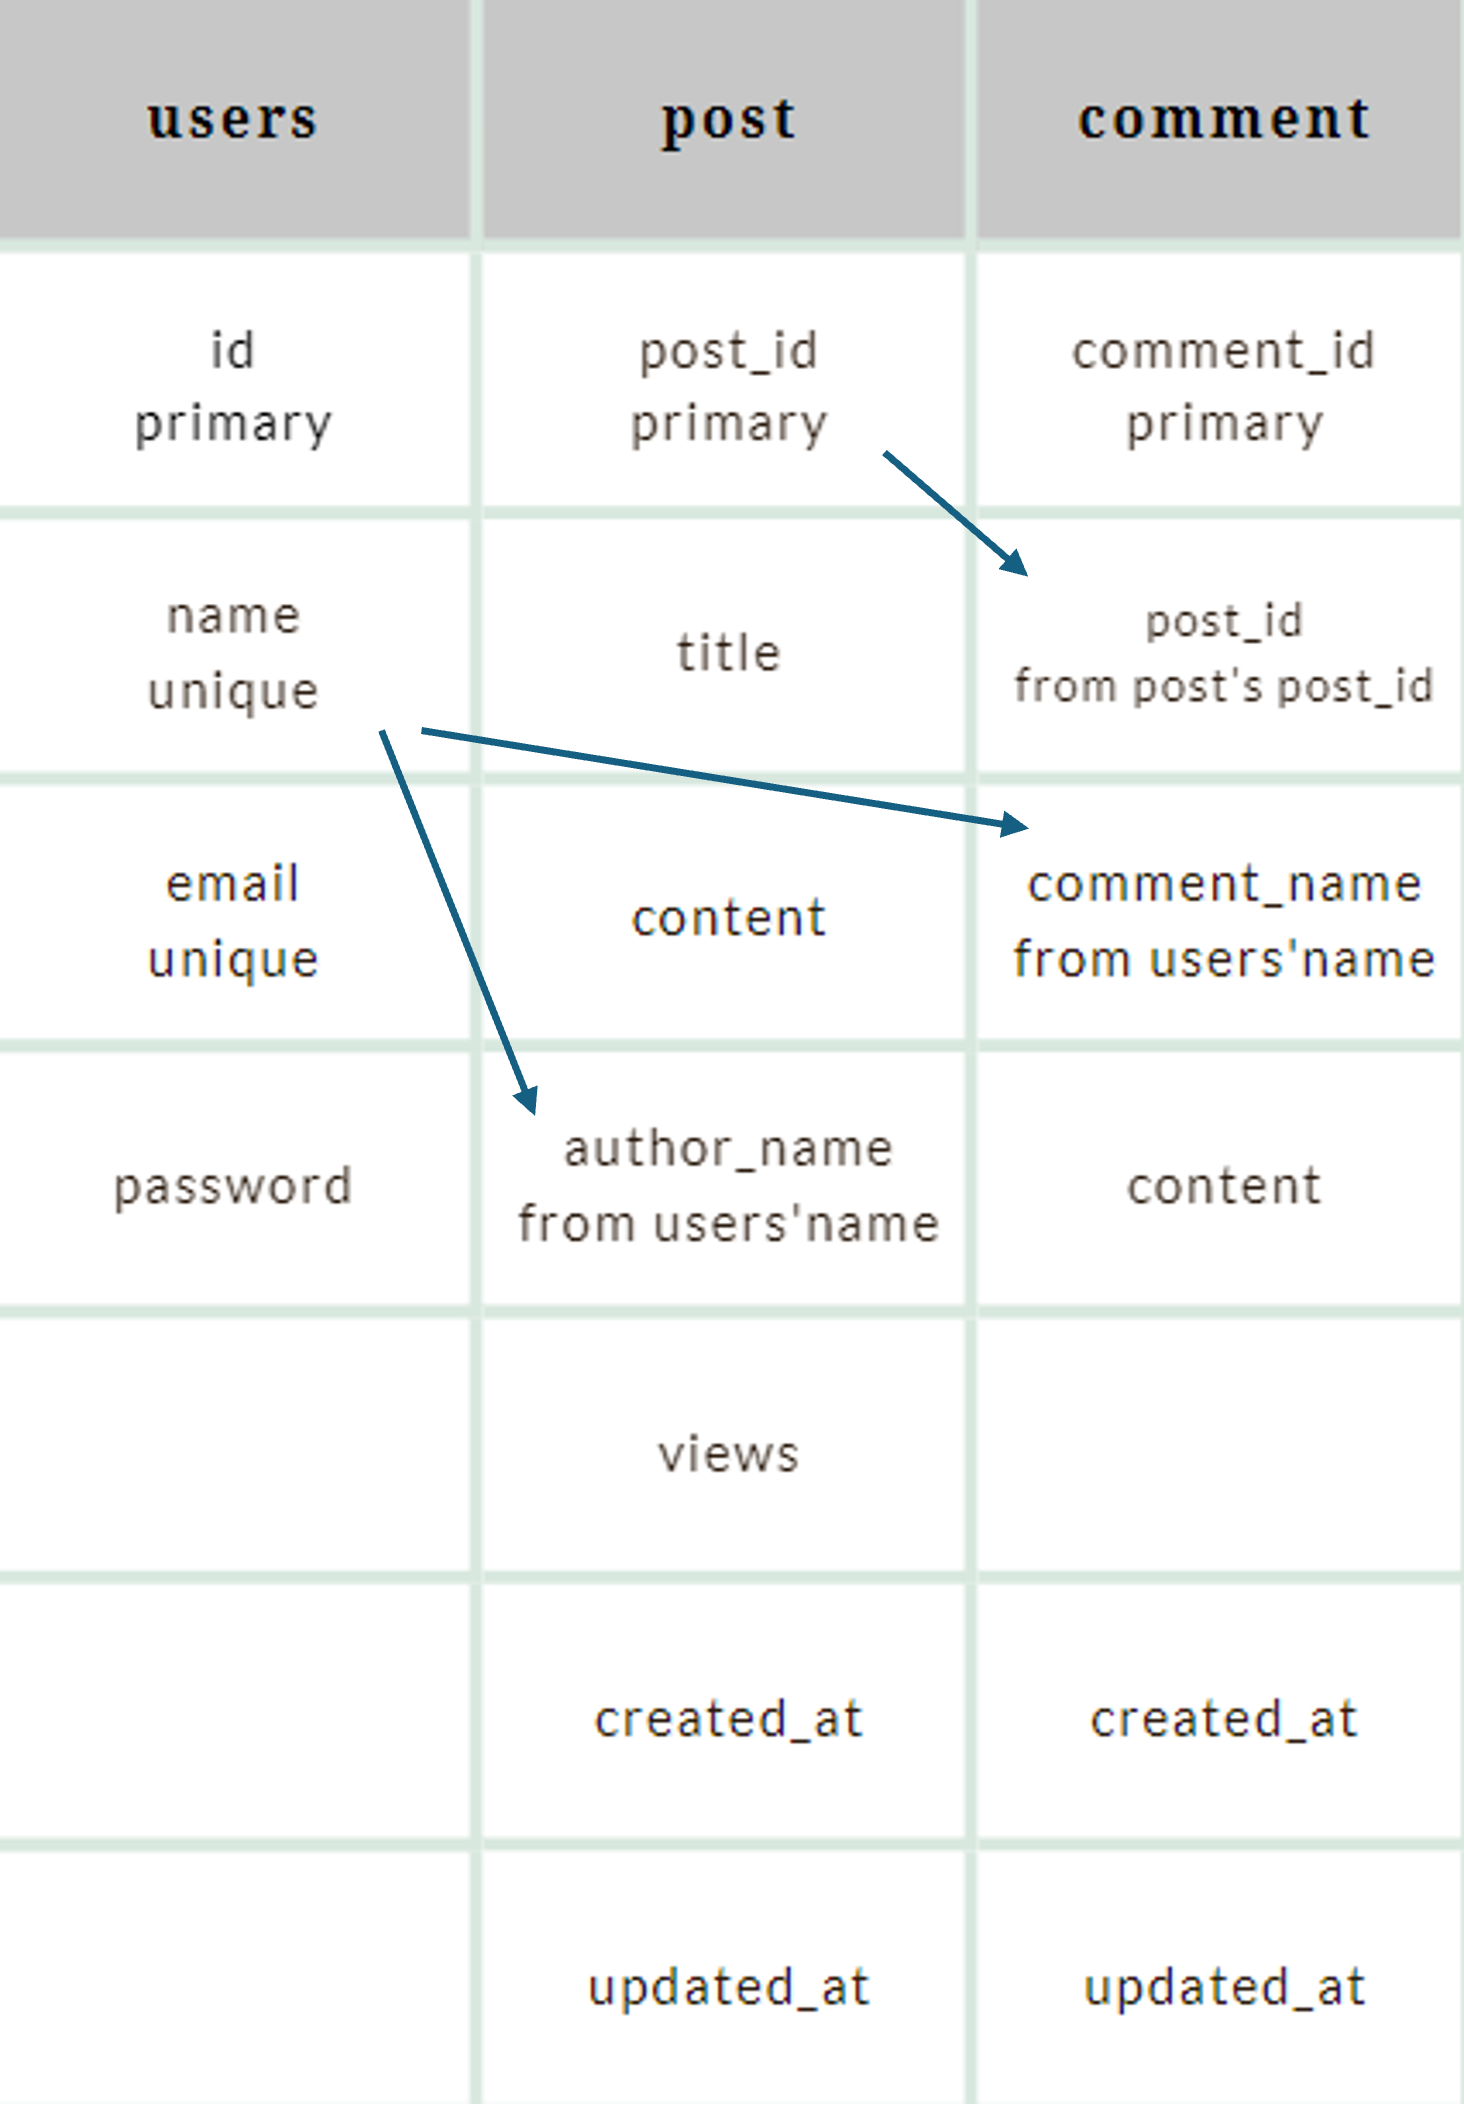 users
post
comment
id
primary
post_id
primary
comment_id
primary
name
unique
title
post_id
from post's post_id
email
unique
content
comment_name
from users'name
password
author_name
from users'name
content
views
created_at
created_at
updated_at
updated_at